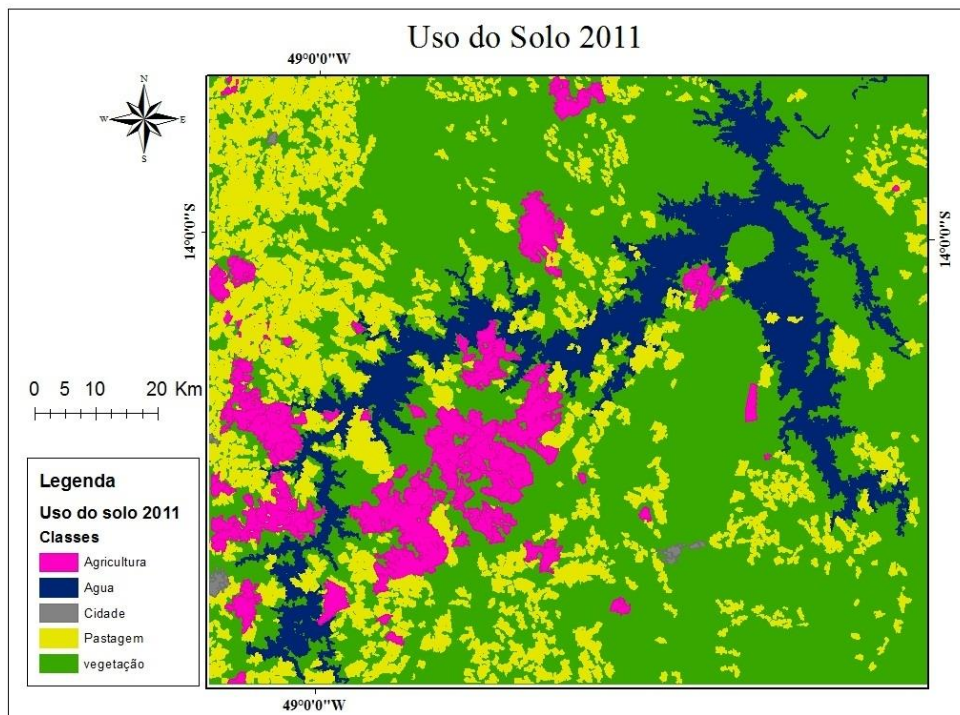 Uso do Solo 2011
49°0'0"W
N
W E
S
14°0'0"S
14°0'0"S
0 5 10 20 Km
Legenda
Uso do solo 2011
Classes
Agricultura
Agua
Cidade
Pastagem
vegetação
49°0'0"W